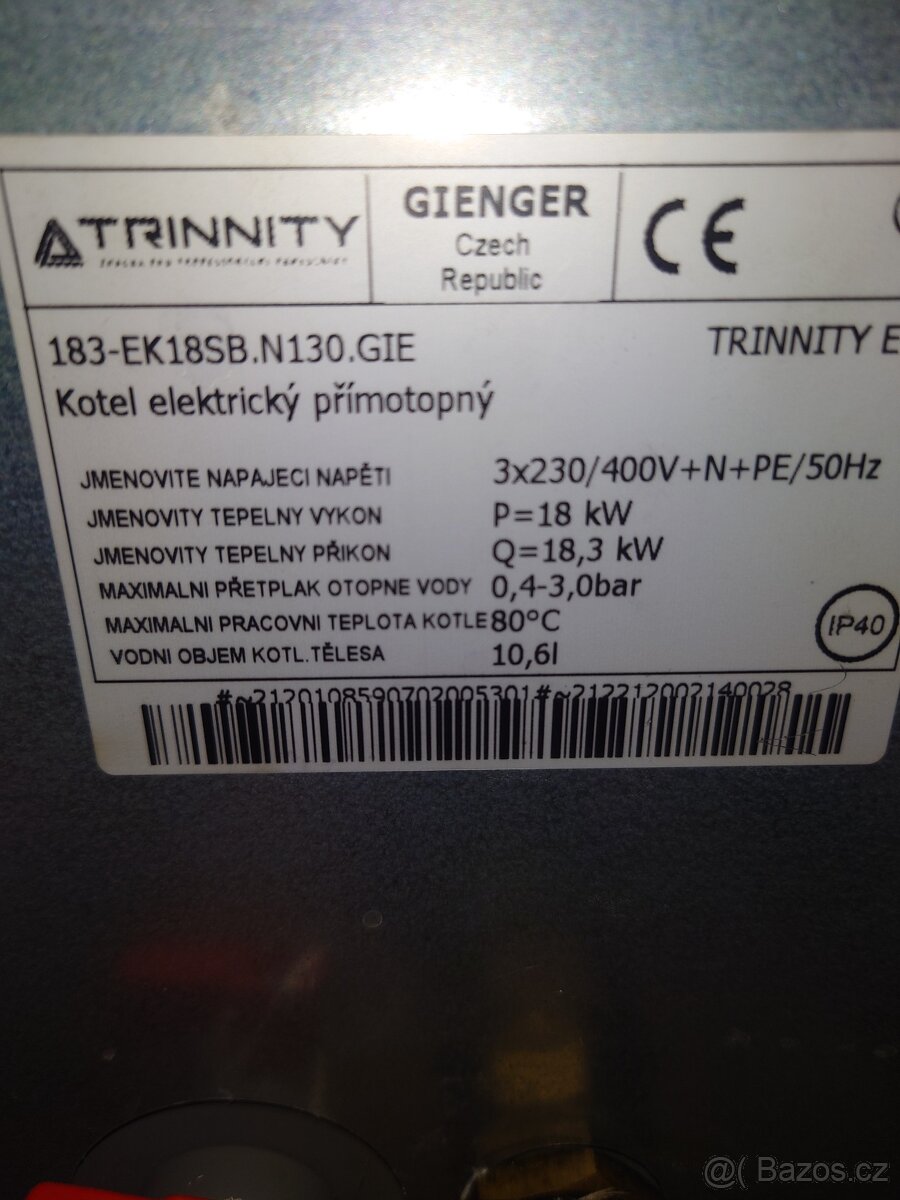 TRINNITY
GIENGER
Czech
Republic
CE
183-EK18SB.N130.GIE
TRINNITY E
Kotel elektrický přímotopný
JMENOVITE NAPAJECI NAPĚTI 3x230/400V+N+PE/50Hz
JMENOVITY TEPELNY VYKON P=18 kW
JMENOVITY TEPELNY PŘIKON Q=18,3 kW
MAXIMALNI PŘETPLAK OTOPNE VODY 0,4-3,0bar
MAXIMALNI PRACOVNI TEPLOTA KOTLE 80°C
VODNI OBJEM KOTL.TĚLESA 10,6l
IP40
#~2120108590702005301#~212212002140028
@( Bazos.cz